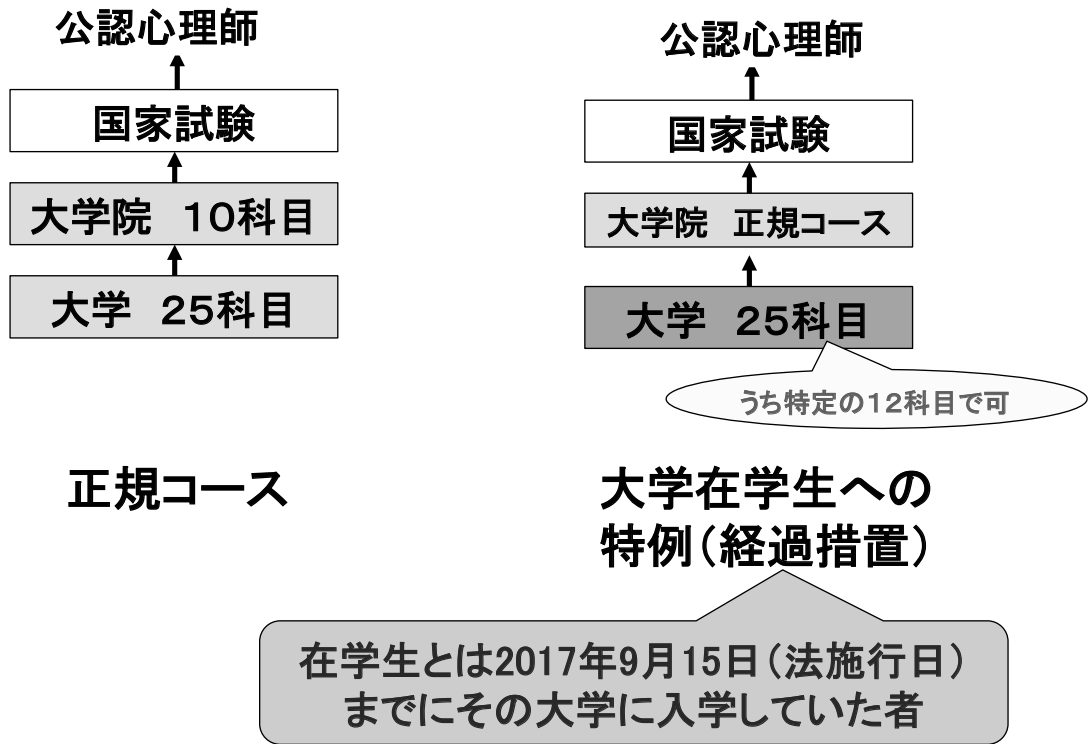 公認心理師
国家試験
大学院　10科目
大学　25科目
正規コース
公認心理師
国家試験
大学院　正規コース
大学　25科目
うち特定の12科目で可
大学在学生への
特例（経過措置）
在学生とは2017年9月15日（法施行日）
までにその大学に入学していた者